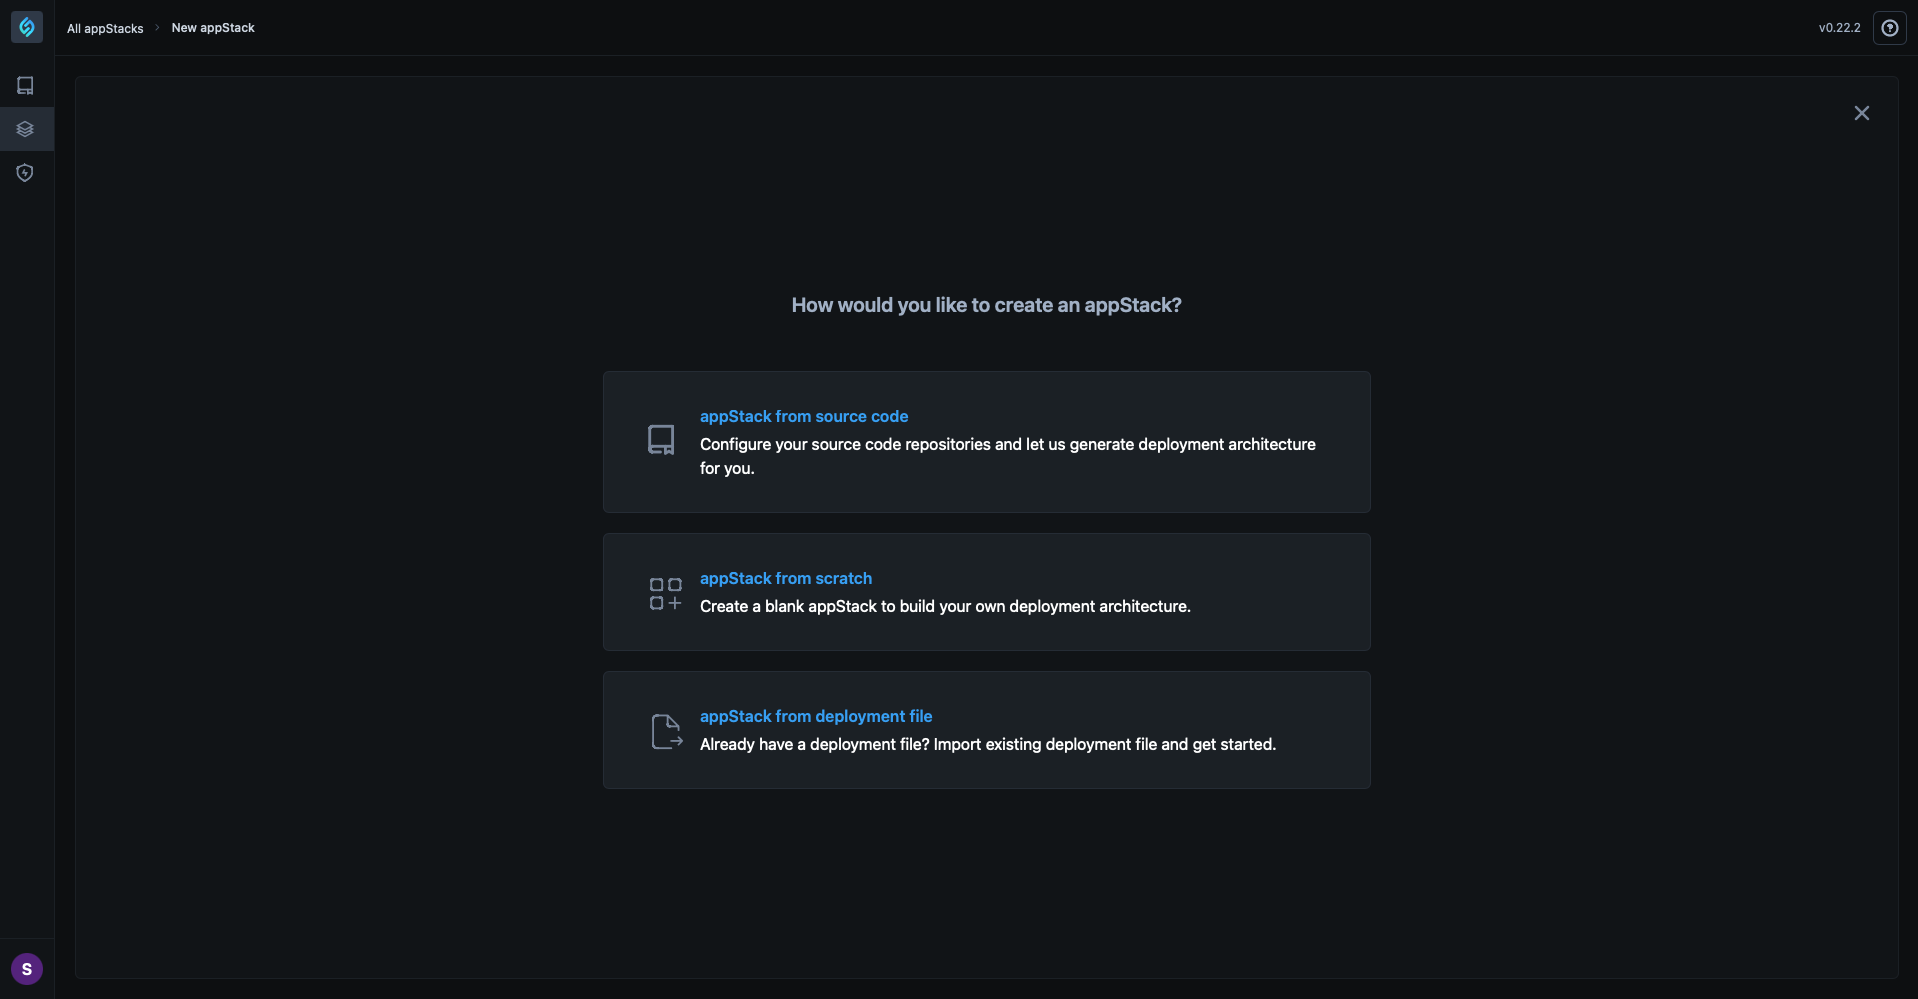 All appStacks
New appStack
v0.22.2
How would you like to create an appStack?
appStack from source code
Configure your source code repositories and let us generate deployment architecture
for you.
appStack from scratch
Create a blank appStack to build your own deployment architecture.
appStack from deployment file
Already have a deployment file? Import existing deployment file and get started.
S